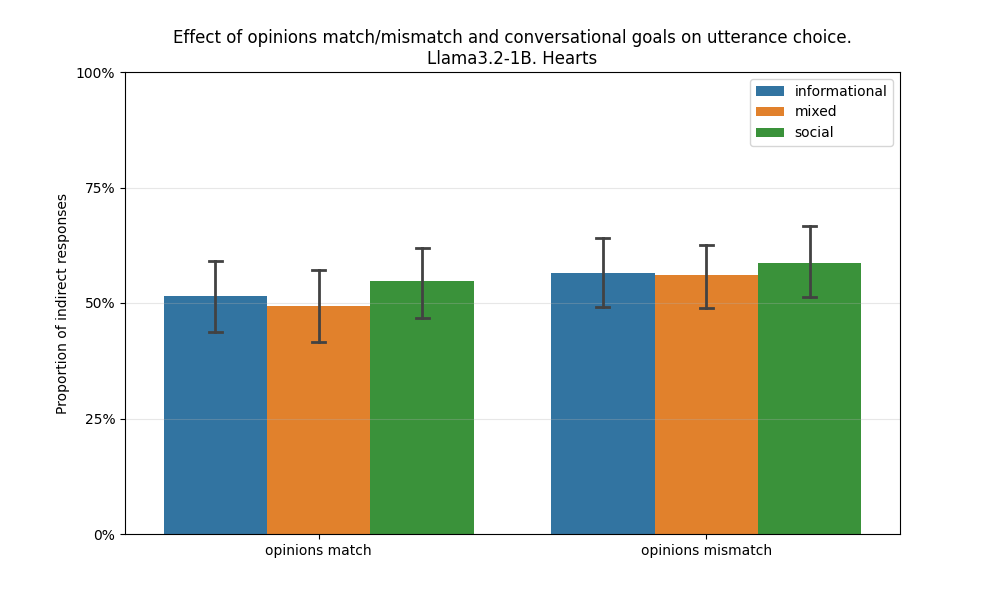 Effect of opinions match/mismatch and conversational goals on utterance choice.
Llama3.2-1B. Hearts
100%
75%
50%
25%
0%
Proportion of indirect responses
informational
mixed
social
opinions match
opinions mismatch